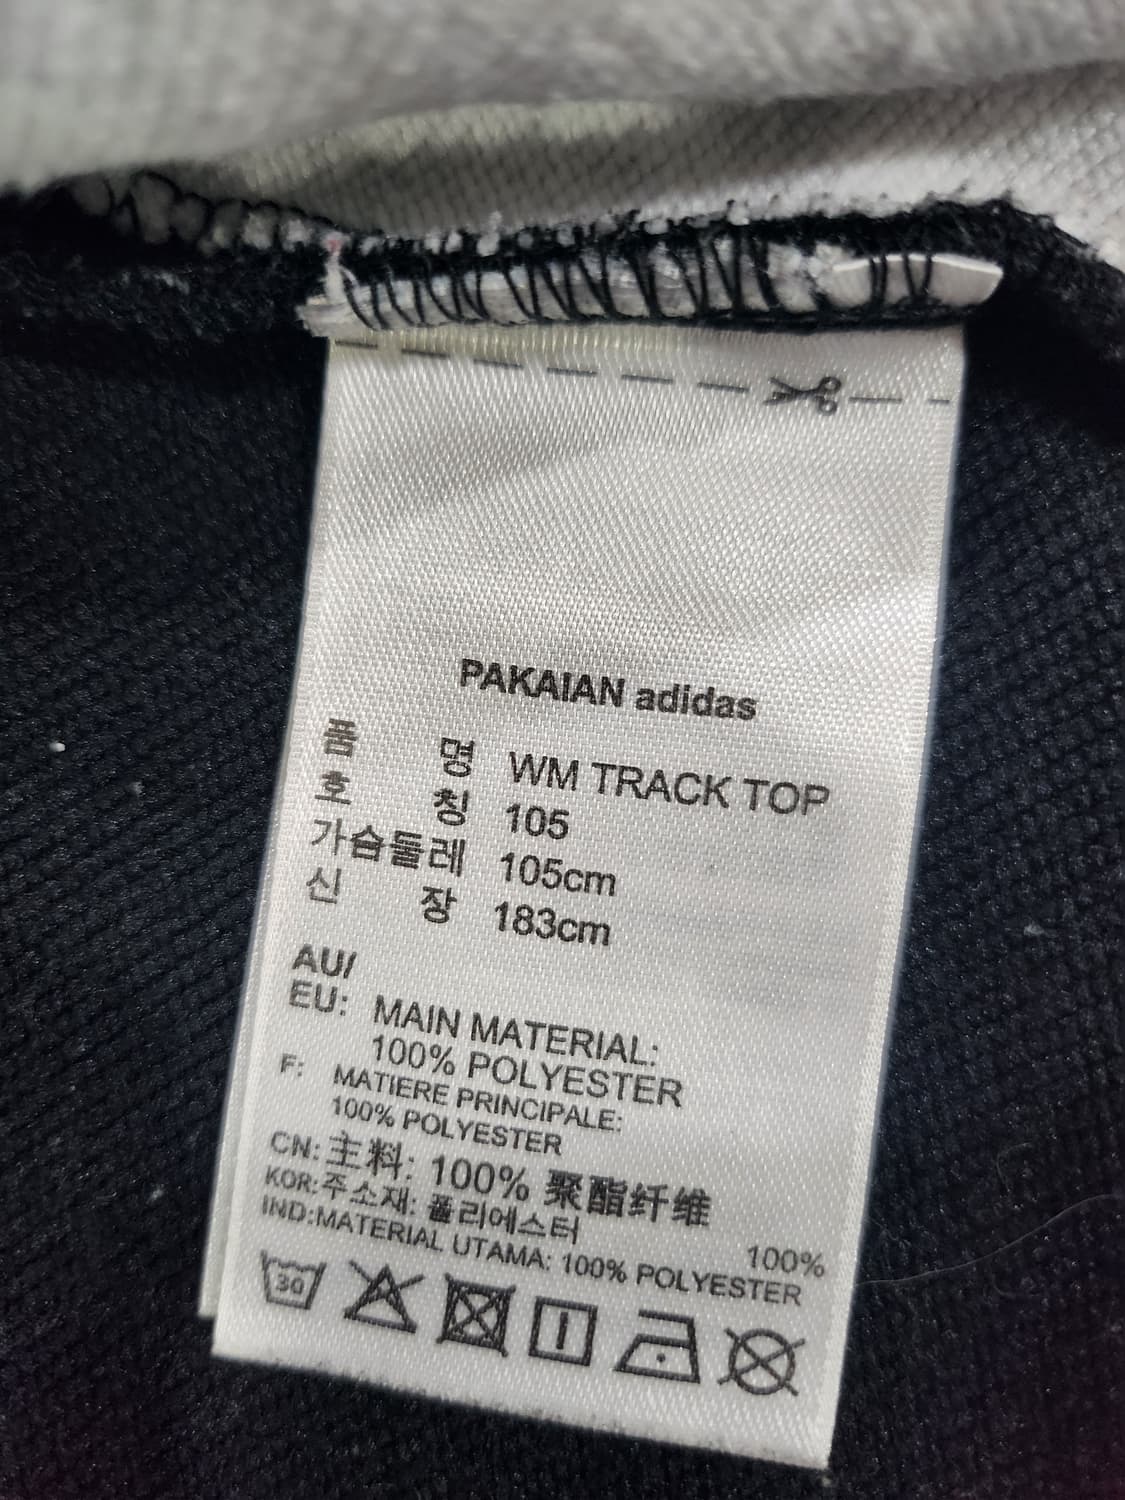 PAKAIAN adidas
품 명 WM TRACK TOP
호 칭 105
가슴둘레 105cm
신 장 183cm
AU/
EU: MAIN MATERIAL:
100% POLYESTER
F: MATIERE PRINCIPALE:
100% POLYESTER
CN: 主料: 100% 聚酯纤维
KOR: 주소재: 폴리에스터 100%
IND:MATERIAL UTAMA: 100% POLYESTER
30